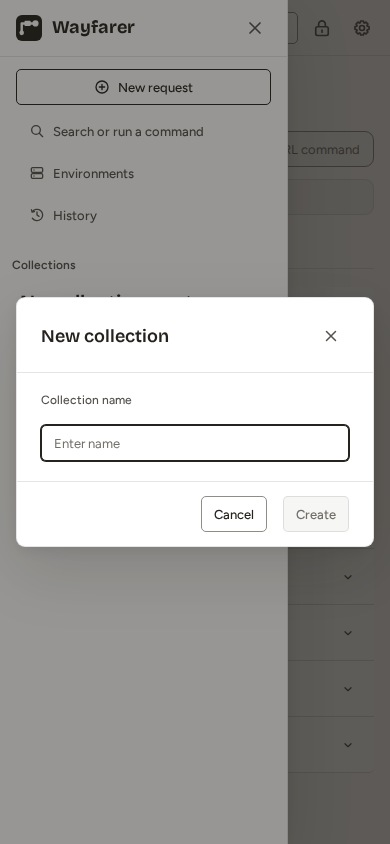 Wayfarer
New request
Search or run a command
RL command
Environments
History
Collections
New collection
Collection name
Enter name
Cancel
Create